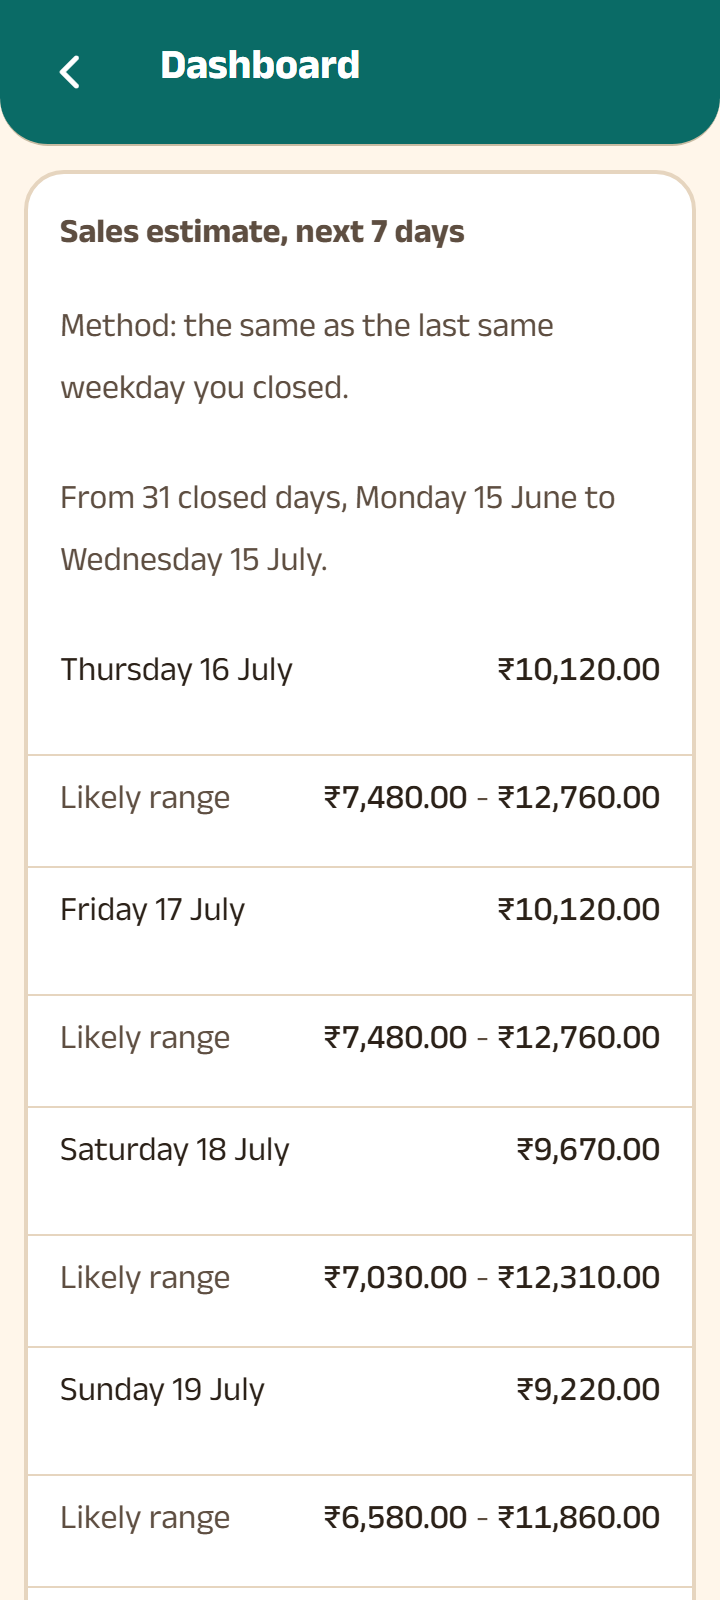 Dashboard
Sales estimate, next 7 days
Method: the same as the last same
weekday you closed.
From 31 closed days, Monday 15 June to
Wednesday 15 July.
Thursday 16 July ₹10,120.00
Likely range ₹7,480.00 - ₹12,760.00
Friday 17 July ₹10,120.00
Likely range ₹7,480.00 - ₹12,760.00
Saturday 18 July ₹9,670.00
Likely range ₹7,030.00 - ₹12,310.00
Sunday 19 July ₹9,220.00
Likely range ₹6,580.00 - ₹11,860.00